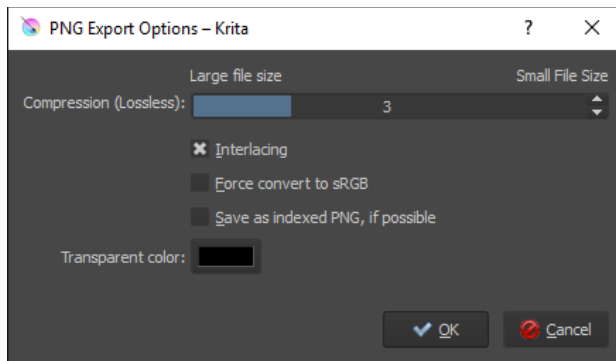 PNG Export Options – Krita
Large file size Small File Size
Compression (Lossless): 3
Interlacing
Force convert to sRGB
Save as indexed PNG, if possible
Transparent color:
OK Cancel